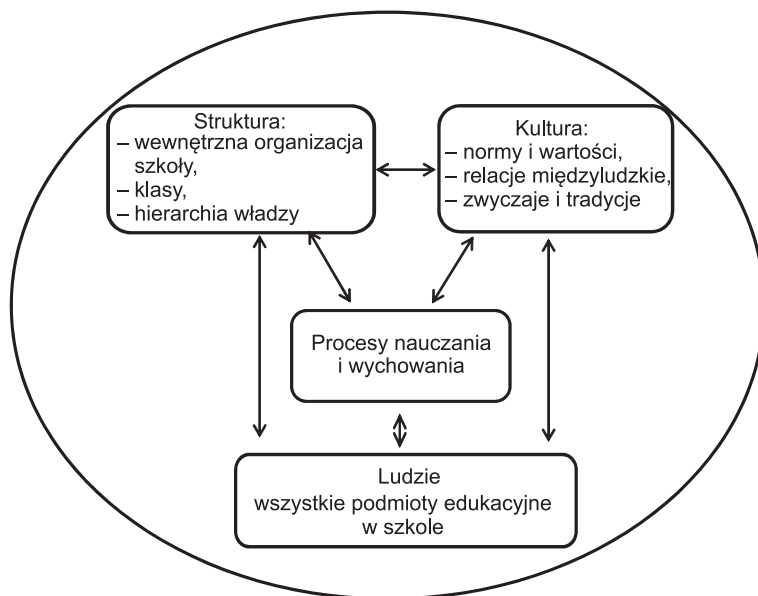 Struktura:
– wewnętrzna organizacja
szkoły,
– klasy,
– hierarchia władzy
Kultura:
– normy i wartości,
– relacje międzyludzkie,
– zwyczaje i tradycje
Procesy nauczania
i wychowania
Ludzie
wszystkie podmioty edukacyjne
w szkole